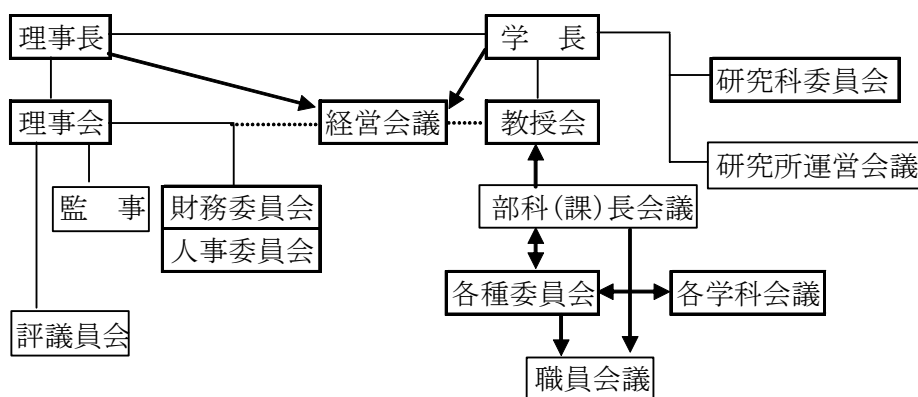 理事長
学　長
研究科委員会
理事会
経営会議
教授会
研究所運営会議
監　事
財務委員会
部科(課)長会議
人事委員会
各種委員会
各学科会議
評議員会
職員会議